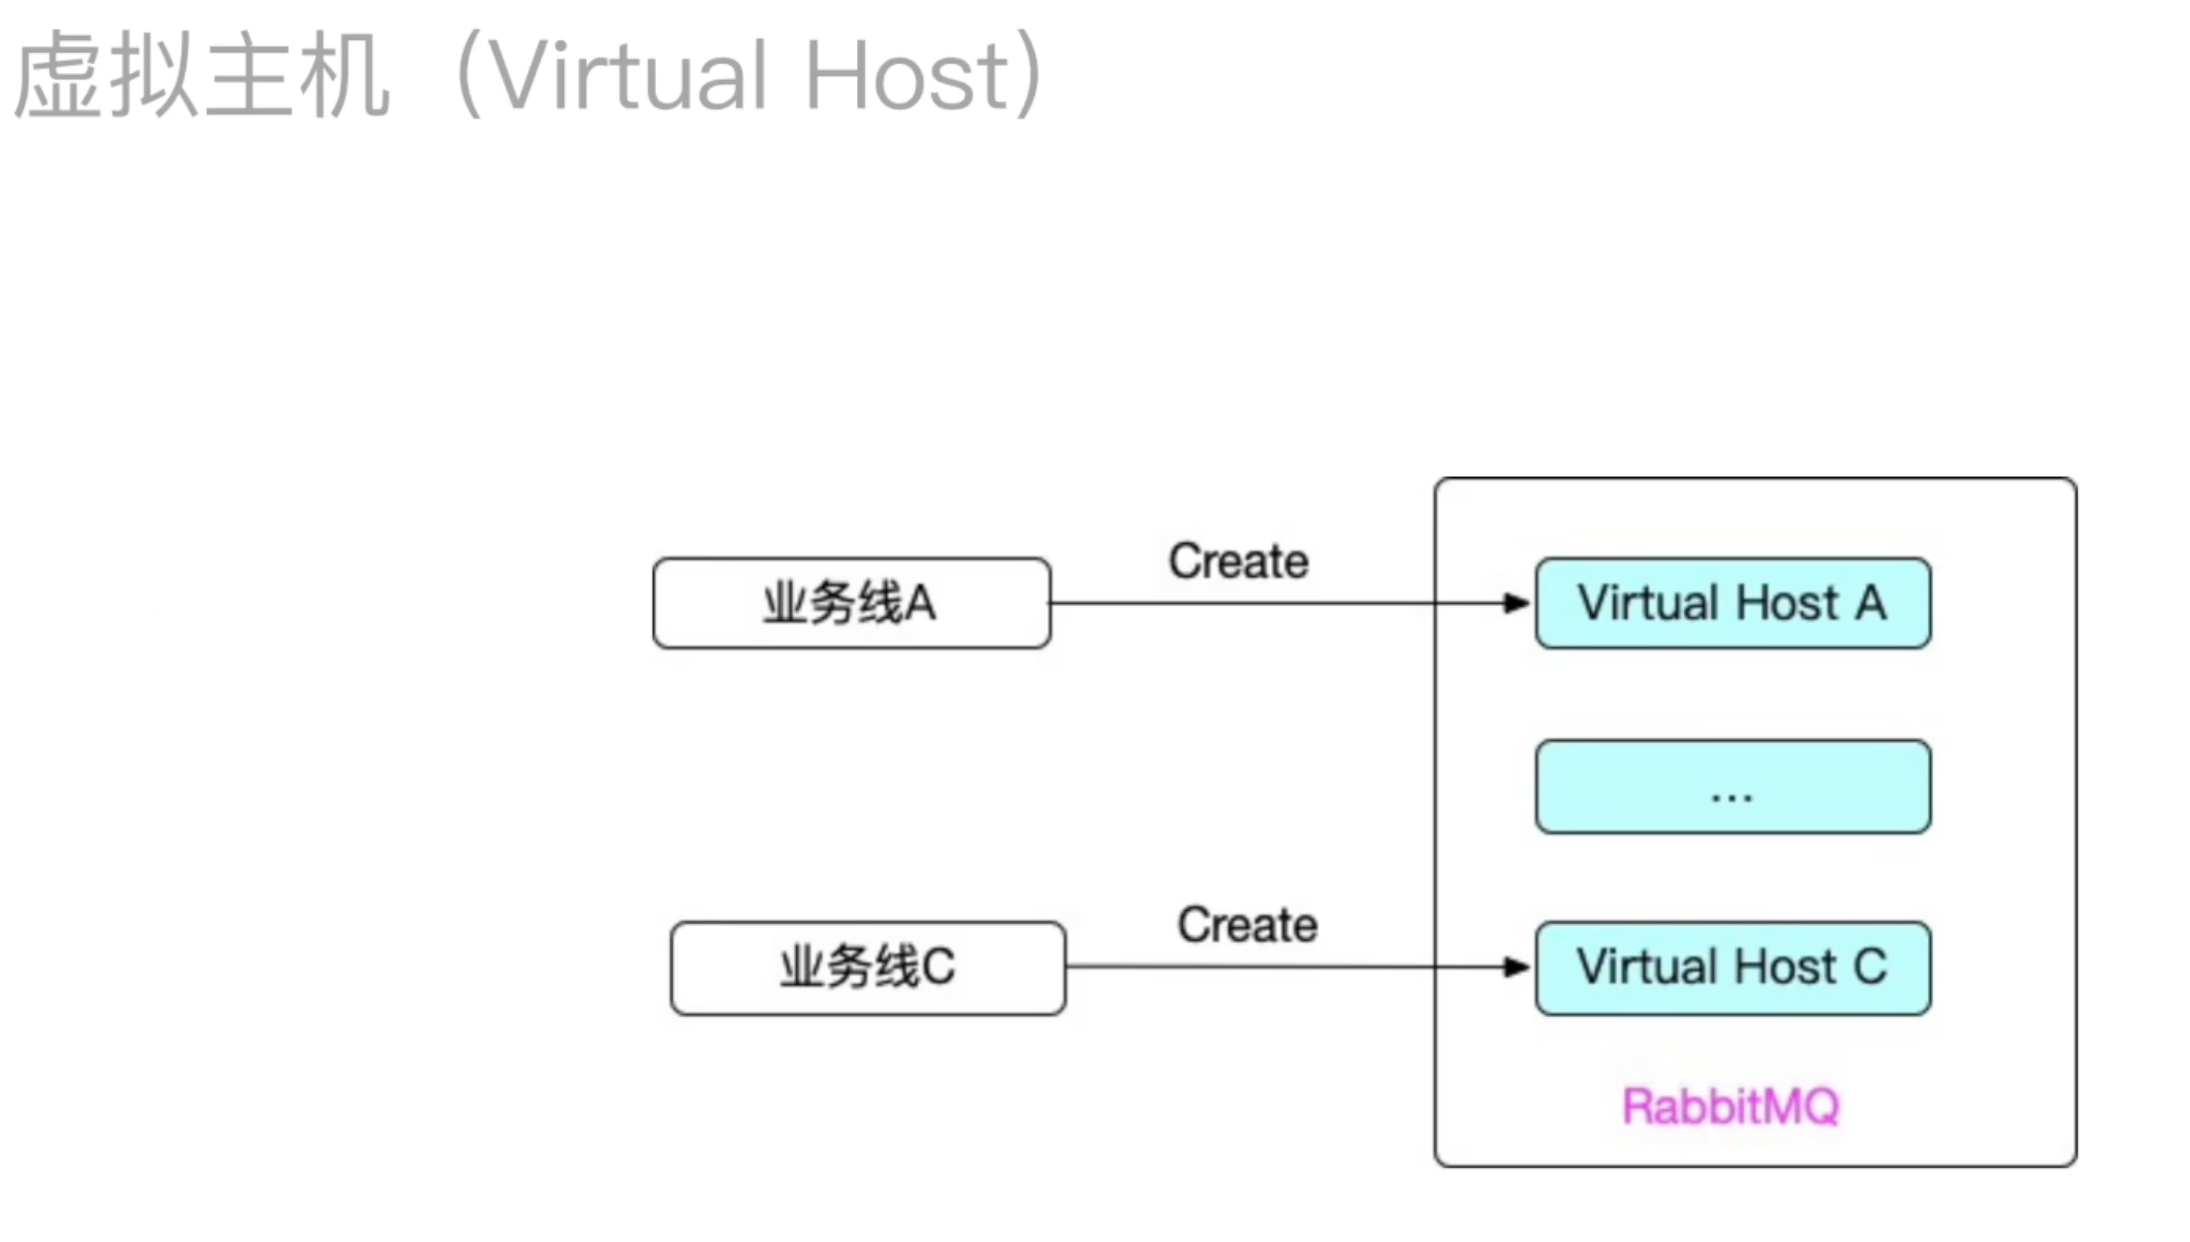 虚拟主机（Virtual Host）
Create
业务线A
Virtual Host A
...
Create
业务线C
Virtual Host C
RabbitMQ